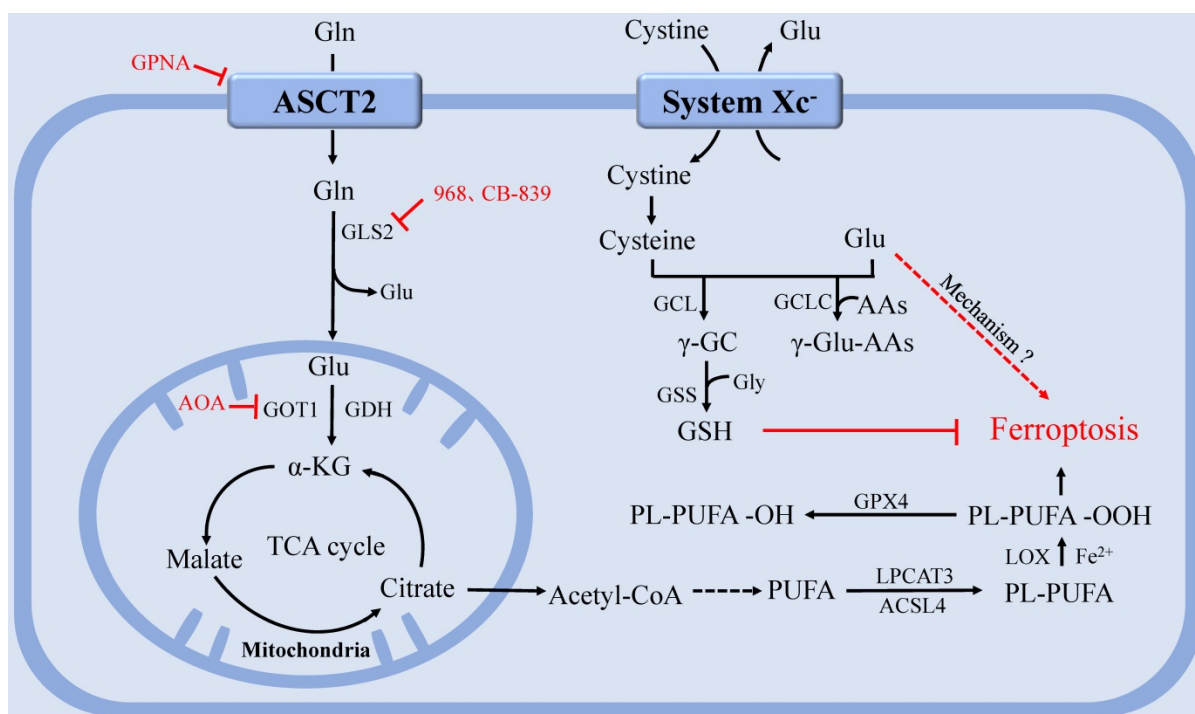 Gln
GPNA
ASCT2
Gln
968、CB-839
GLS2
Glu
Glu
AOA
GOT1
GDH
α-KG
Malate
TCA cycle
Citrate
Mitochondria
Cystine
Glu
System Xc⁻
Cystine
Cysteine
Glu
GCL
GCLC
AAs
γ-GC
γ-Glu-AAs
GSS
Gly
GSH
Mechanism ?
Ferroptosis
PL-PUFA -OH
GPX4
PL-PUFA -OOH
LOX
Fe²⁺
Acetyl-CoA
PUFA
LPCAT3
ACSL4
PL-PUFA